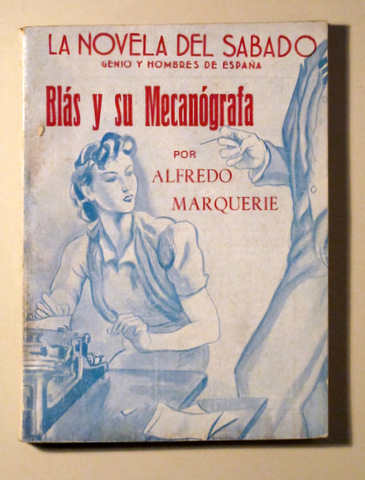 LA NOVELA DEL SABADO
GENIO Y HOMBRES DE ESPAÑA
Blás y su Mecanógrafa
POR
ALFREDO
MARQUERIE